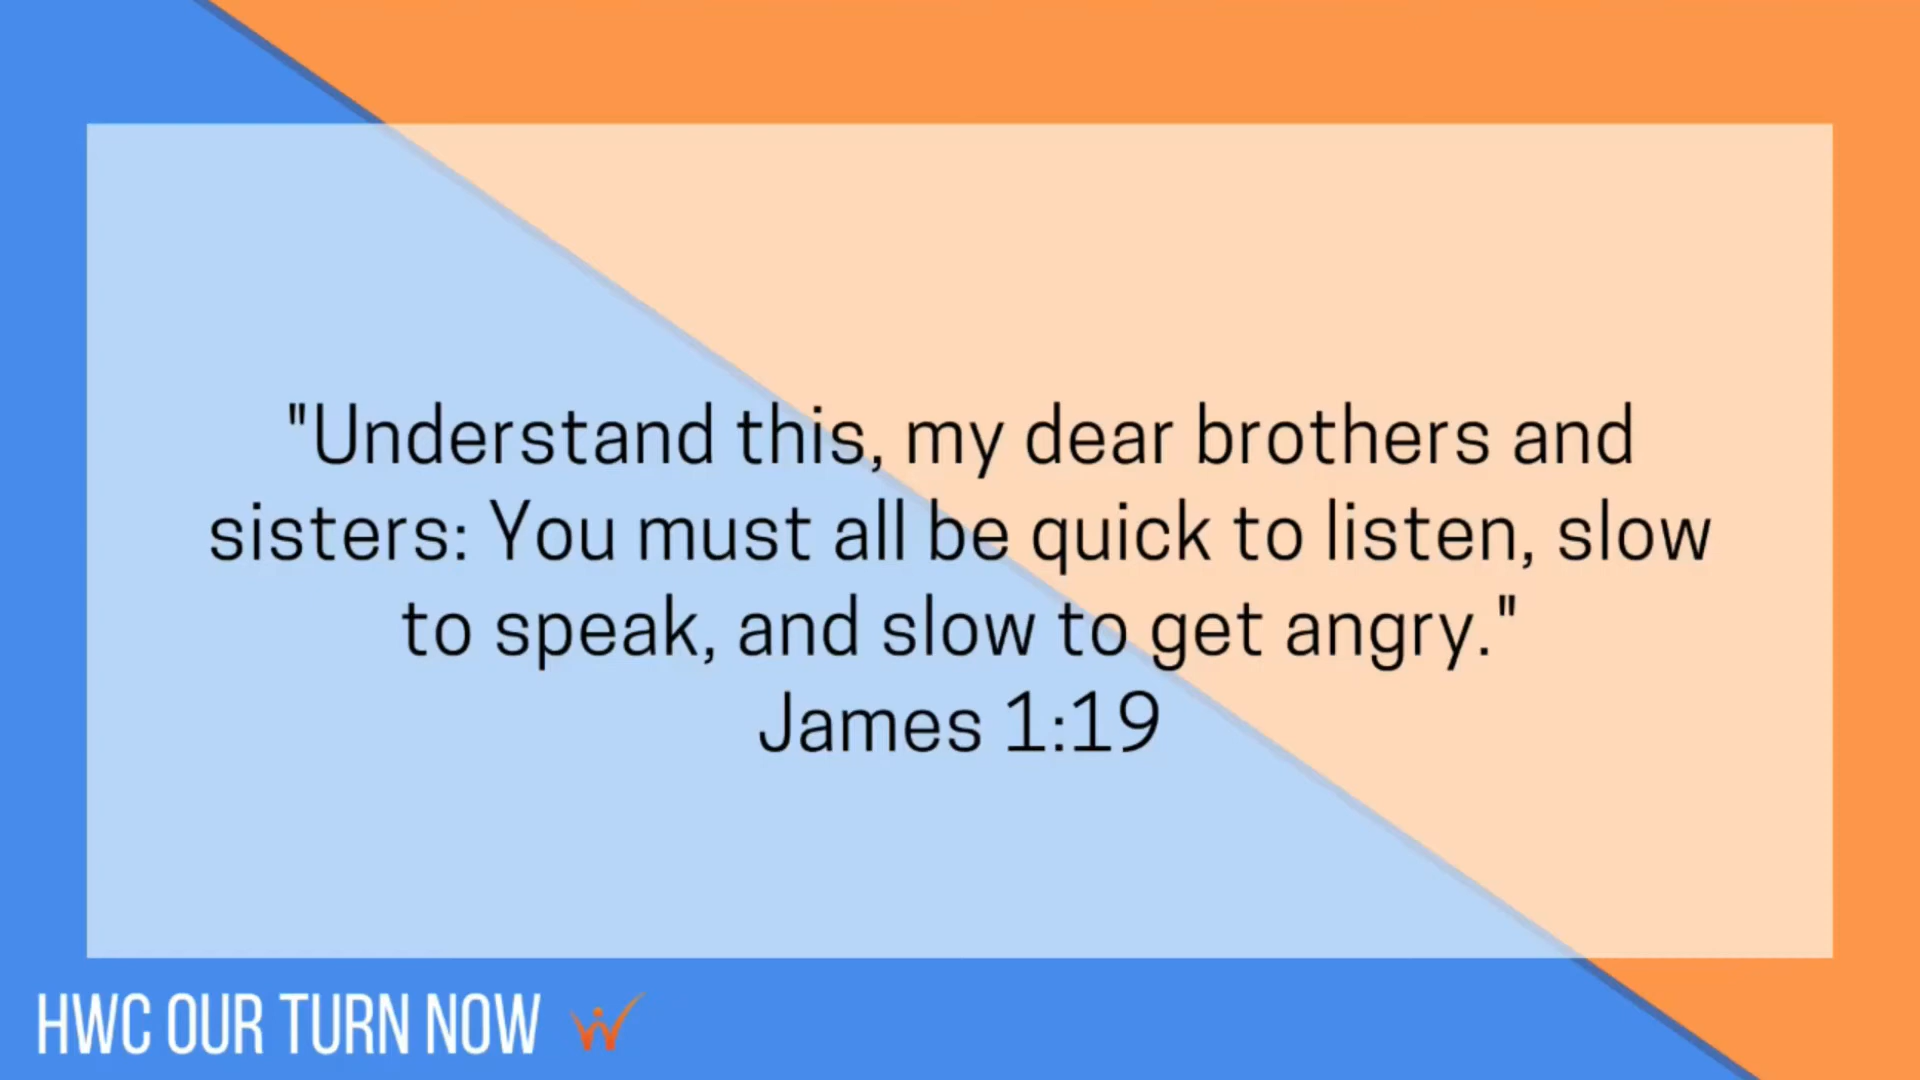 "Understand this, my dear brothers and
sisters: You must all be quick to listen, slow
to speak, and slow to get angry."
James 1:19
HWC OUR TURN NOW